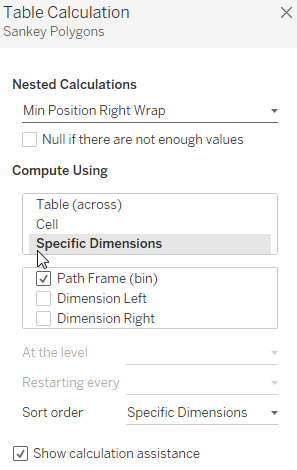 Table Calculation
Sankey Polygons
Nested Calculations
Min Position Right Wrap
Null if there are not enough values
Compute Using
Table (across)
Cell
Specific Dimensions
Path Frame (bin)
Dimension Left
Dimension Right
At the level
Restarting every
Sort order Specific Dimensions
Show calculation assistance